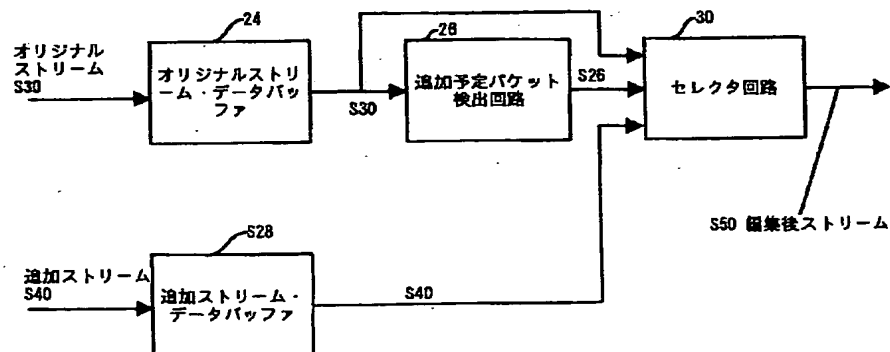 24
オリジナル
ストリーム
S30
オリジナルストリ
ーム・データバッ
ファ
S30
26
追加予定パケット
検出回路
S26
30
セレクタ回路
S50 編集後ストリーム
S28
追加ストリーム
S40
追加ストリーム・
データバッファ
S40